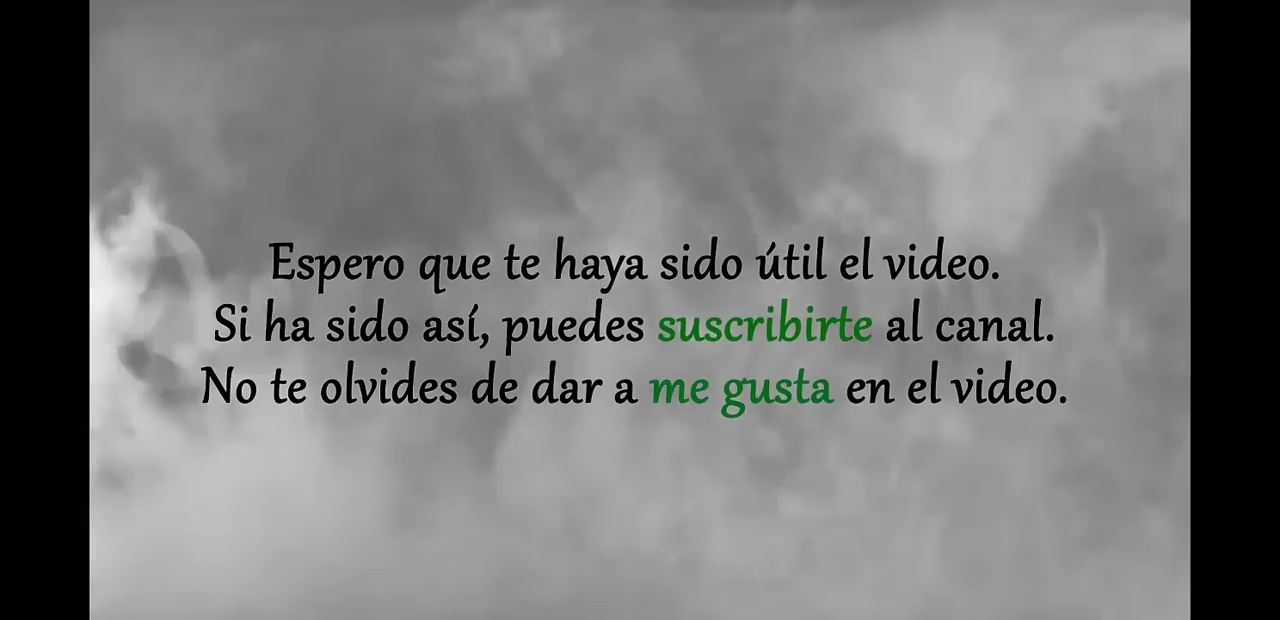 Espero que te haya sido útil el video.
Si ha sido así, puedes suscribirte al canal.
No te olvides de dar a me gusta en el video.